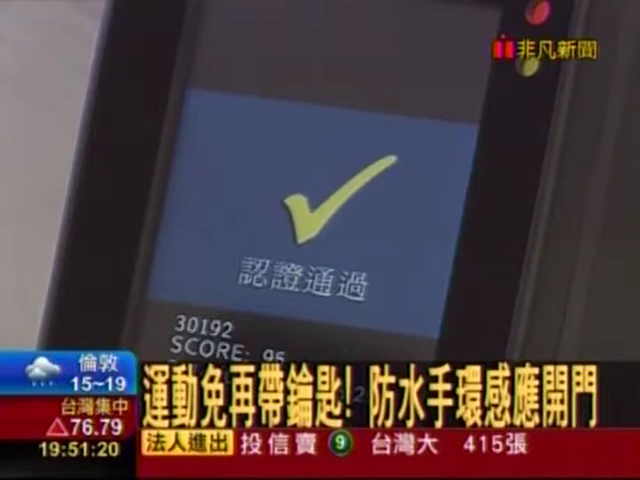 非凡新聞
認證通過
30192
SCORE: 95
倫敦
15~19
台灣集中
△76.79
19:51:20
運動免再帶鑰匙! 防水手環感應開門
法人進出 投信賣 9 台灣大 415張